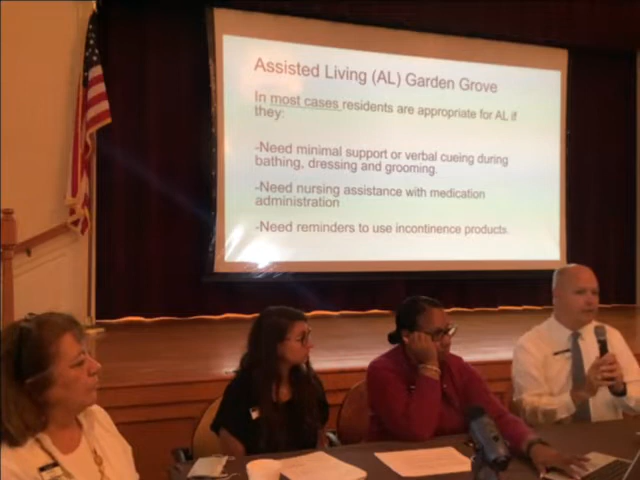 Assisted Living (AL) Garden Grove
In most cases residents are appropriate for AL if
they:
-Need minimal support or verbal cueing during
bathing, dressing and grooming.
-Need nursing assistance with medication
administration
-Need reminders to use incontinence products.